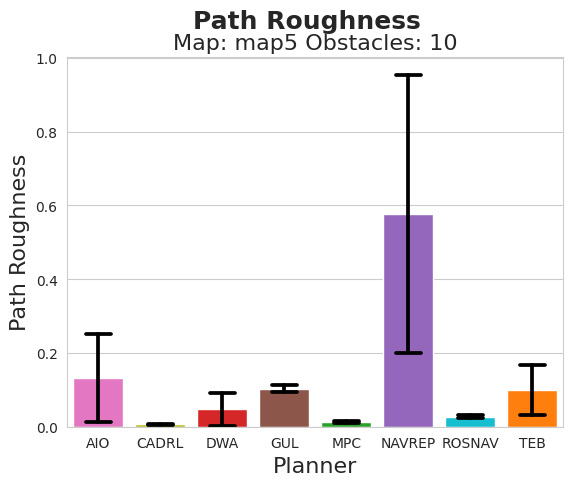 Path Roughness
Map: map5 Obstacles: 10
Path Roughness
1.0
0.8
0.6
0.4
0.2
0.0
AIO CADRL DWA GUL MPC NAVREP ROSNAV TEB
Planner